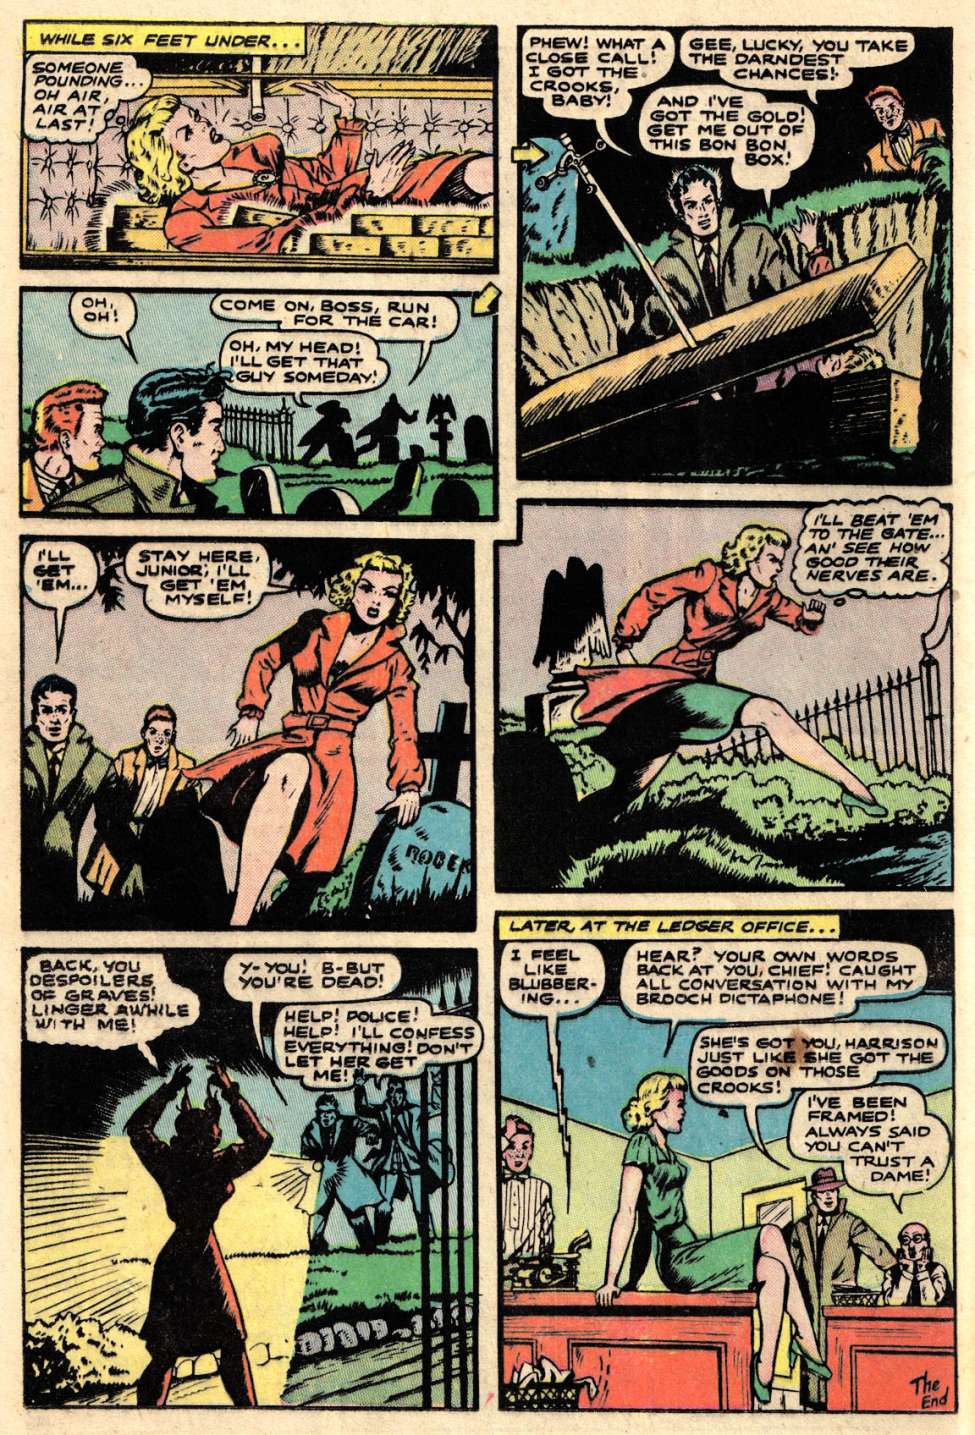 WHILE SIX FEET UNDER...
SOMEONE
POUNDING...
OH AIR,
AIR AT
LAST!
OH,
OH!
COME ON, BOSS, RUN
FOR THE CAR!
OH, MY HEAD!
I'LL GET THAT
GUY SOMEDAY!
PHEW! WHAT A
CLOSE CALL!
I GOT THE
CROOKS,
BABY!
GEE, LUCKY, YOU TAKE
THE DARNDEST
CHANCES!
AND I'VE
GOT THE GOLD!
GET ME OUT OF
THIS BON BON
BOX!
I'LL
GET
'EM...
STAY HERE,
JUNIOR; I'LL
GET 'EM
MYSELF!
ROBER
I'LL BEAT 'EM
TO THE GATE...
AN' SEE HOW
GOOD THEIR
NERVES ARE.
BACK, YOU
DESPOILERS
OF GRAVES!
LINGER AWHILE
WITH ME!
Y-YOU! B-BUT
YOU'RE DEAD!
HELP! POLICE!
HELP! I'LL CONFESS
EVERYTHING! DON'T
LET HER GET
ME!
LATER, AT THE LEDGER OFFICE...
I FEEL
LIKE
BLUBBER-
ING...
HEAR? YOUR OWN WORDS
BACK AT YOU, CHIEF! CAUGHT
ALL CONVERSATION WITH MY
BROOCH DICTAPHONE!
SHE'S GOT YOU, HARRISON
JUST LIKE SHE GOT THE
GOODS ON THOSE
CROOKS!
I'VE BEEN
FRAMED!
ALWAYS SAID
YOU CAN'T
TRUST A
DAME!
The
End